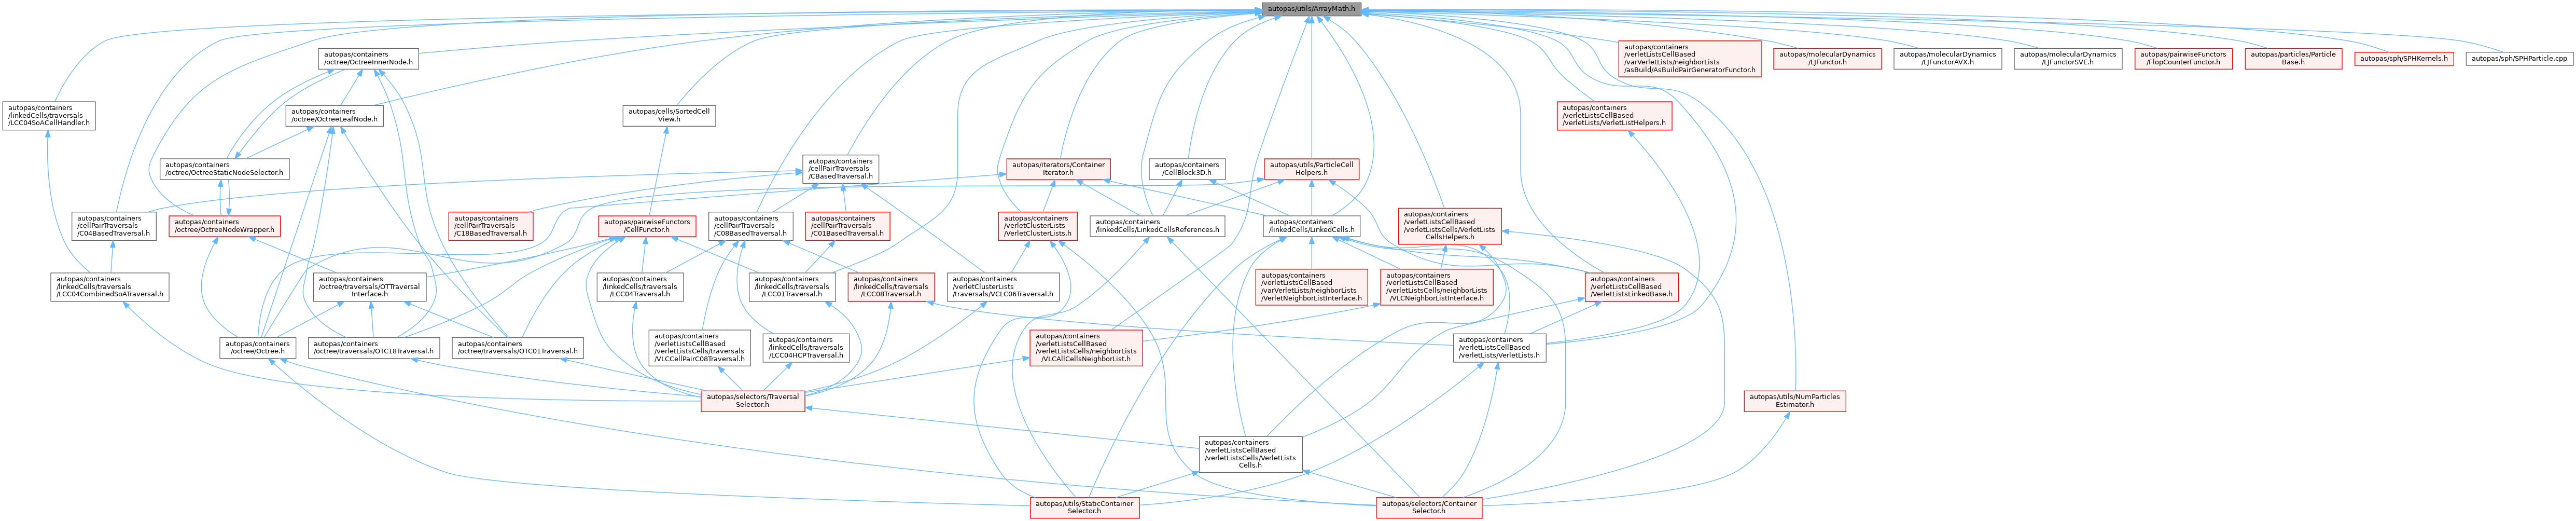 autopas/utils/ArrayMath.h
autopas/containers
/octree/OctreeInnerNode.h
autopas/containers
/verletListsCellBased
/varVerletLists/neighborLists
/asBuild/AsBuildPairGeneratorFunctor.h
autopas/molecularDynamics
/LJFunctor.h
autopas/molecularDynamics
/LJFunctorAVX.h
autopas/molecularDynamics
/LJFunctorSVE.h
autopas/pairwiseFunctors
/FlopCounterFunctor.h
autopas/particles/Particle
Base.h
autopas/sph/SPHKernels.h
autopas/sph/SPHParticle.cpp
autopas/containers
/linkedCells/traversals
/LCC04SoACellHandler.h
autopas/containers
/octree/OctreeLeafNode.h
autopas/cells/SortedCell
View.h
autopas/containers
/verletListsCellBased
/verletLists/VerletListHelpers.h
autopas/containers
/octree/OctreeStaticNodeSelector.h
autopas/containers
/cellPairTraversals
/CBasedTraversal.h
autopas/iterators/Container
Iterator.h
autopas/containers
/CellBlock3D.h
autopas/utils/ParticleCell
Helpers.h
autopas/containers
/cellPairTraversals
/C04BasedTraversal.h
autopas/containers
/octree/OctreeNodeWrapper.h
autopas/containers
/cellPairTraversals
/C18BasedTraversal.h
autopas/pairwiseFunctors
/CellFunctor.h
autopas/containers
/cellPairTraversals
/C08BasedTraversal.h
autopas/containers
/cellPairTraversals
/C01BasedTraversal.h
autopas/containers
/verletClusterLists
/VerletClusterLists.h
autopas/containers
/linkedCells/LinkedCellsReferences.h
autopas/containers
/linkedCells/LinkedCells.h
autopas/containers
/verletListsCellBased
/verletListsCells/VerletLists
CellsHelpers.h
autopas/containers
/linkedCells/traversals
/LCC04CombinedSoATraversal.h
autopas/containers
/octree/traversals/OTTraversal
Interface.h
autopas/containers
/linkedCells/traversals
/LCC04Traversal.h
autopas/containers
/linkedCells/traversals
/LCC01Traversal.h
autopas/containers
/linkedCells/traversals
/LCC08Traversal.h
autopas/containers
/verletClusterLists
/traversals/VCLC06Traversal.h
autopas/containers
/verletListsCellBased
/varVerletLists/neighborLists
/VerletNeighborListInterface.h
autopas/containers
/verletListsCellBased
/verletListsCells/neighborLists
/VLCNeighborListInterface.h
autopas/containers
/verletListsCellBased
/VerletListsLinkedBase.h
autopas/containers
/octree/Octree.h
autopas/containers
/octree/traversals/OTC18Traversal.h
autopas/containers
/octree/traversals/OTC01Traversal.h
autopas/containers
/verletListsCellBased
/verletListsCells/traversals
/VLCCellPairC08Traversal.h
autopas/containers
/linkedCells/traversals
/LCC04HCPTraversal.h
autopas/containers
/verletListsCellBased
/verletListsCells/neighborLists
/VLCAllCellsNeighborList.h
autopas/containers
/verletListsCellBased
/verletLists/VerletLists.h
autopas/selectors/Traversal
Selector.h
autopas/utils/NumParticles
Estimator.h
autopas/containers
/verletListsCellBased
/verletListsCells/VerletLists
Cells.h
autopas/utils/StaticContainer
Selector.h
autopas/selectors/Container
Selector.h